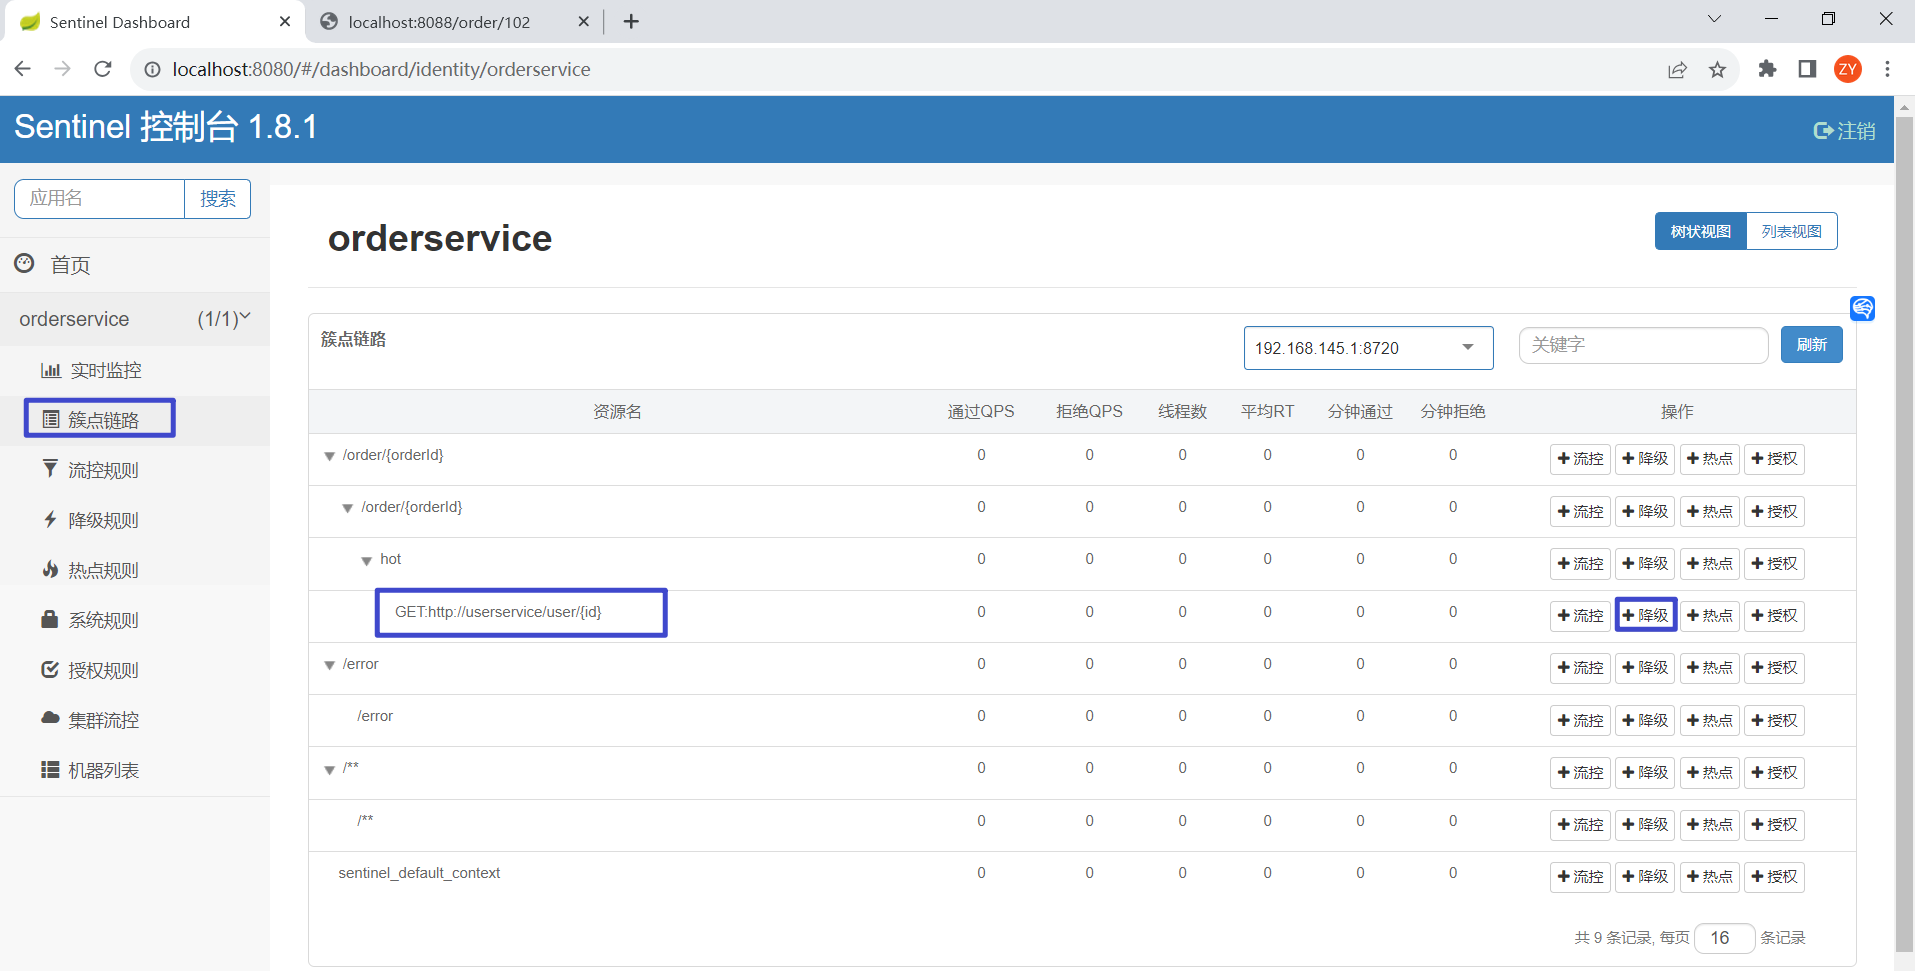 Sentinel Dashboard
localhost:8088/order/102
localhost:8080/#/dashboard/identity/orderservice
ZY
Sentinel 控制台 1.8.1
注销
应用名
搜索
首页
orderservice (1/1)
实时监控
簇点链路
流控规则
降级规则
热点规则
系统规则
授权规则
集群流控
机器列表
orderservice
树状视图 列表视图
簇点链路
192.168.145.1:8720
关键字
刷新
资源名 通过QPS 拒绝QPS 线程数 平均RT 分钟通过 分钟拒绝 操作
/order/{orderId} 0 0 0 0 0 0 流控 降级 热点 授权
/order/{orderId} 0 0 0 0 0 0 流控 降级 热点 授权
hot 0 0 0 0 0 0 流控 降级 热点 授权
GET:http://userservice/user/{id} 0 0 0 0 0 0 流控 降级 热点 授权
/error 0 0 0 0 0 0 流控 降级 热点 授权
/error 0 0 0 0 0 0 流控 降级 热点 授权
/** 0 0 0 0 0 0 流控 降级 热点 授权
/** 0 0 0 0 0 0 流控 降级 热点 授权
sentinel_default_context 0 0 0 0 0 0 流控 降级 热点 授权
共 9 条记录, 每页 16 条记录